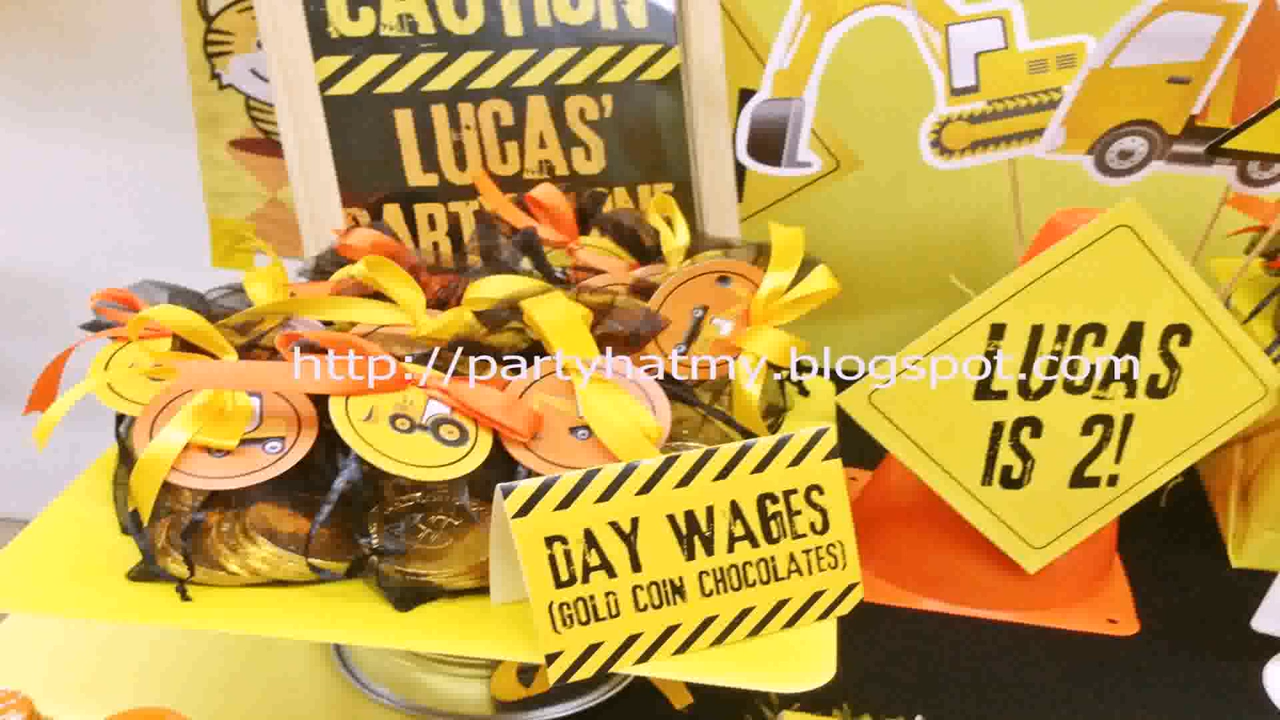 CAUTION
LUCAS'
http://partyhatmy.blogspot.com
LUCAS
IS 2!
DAY WAGES
(GOLD COIN CHOCOLATES)